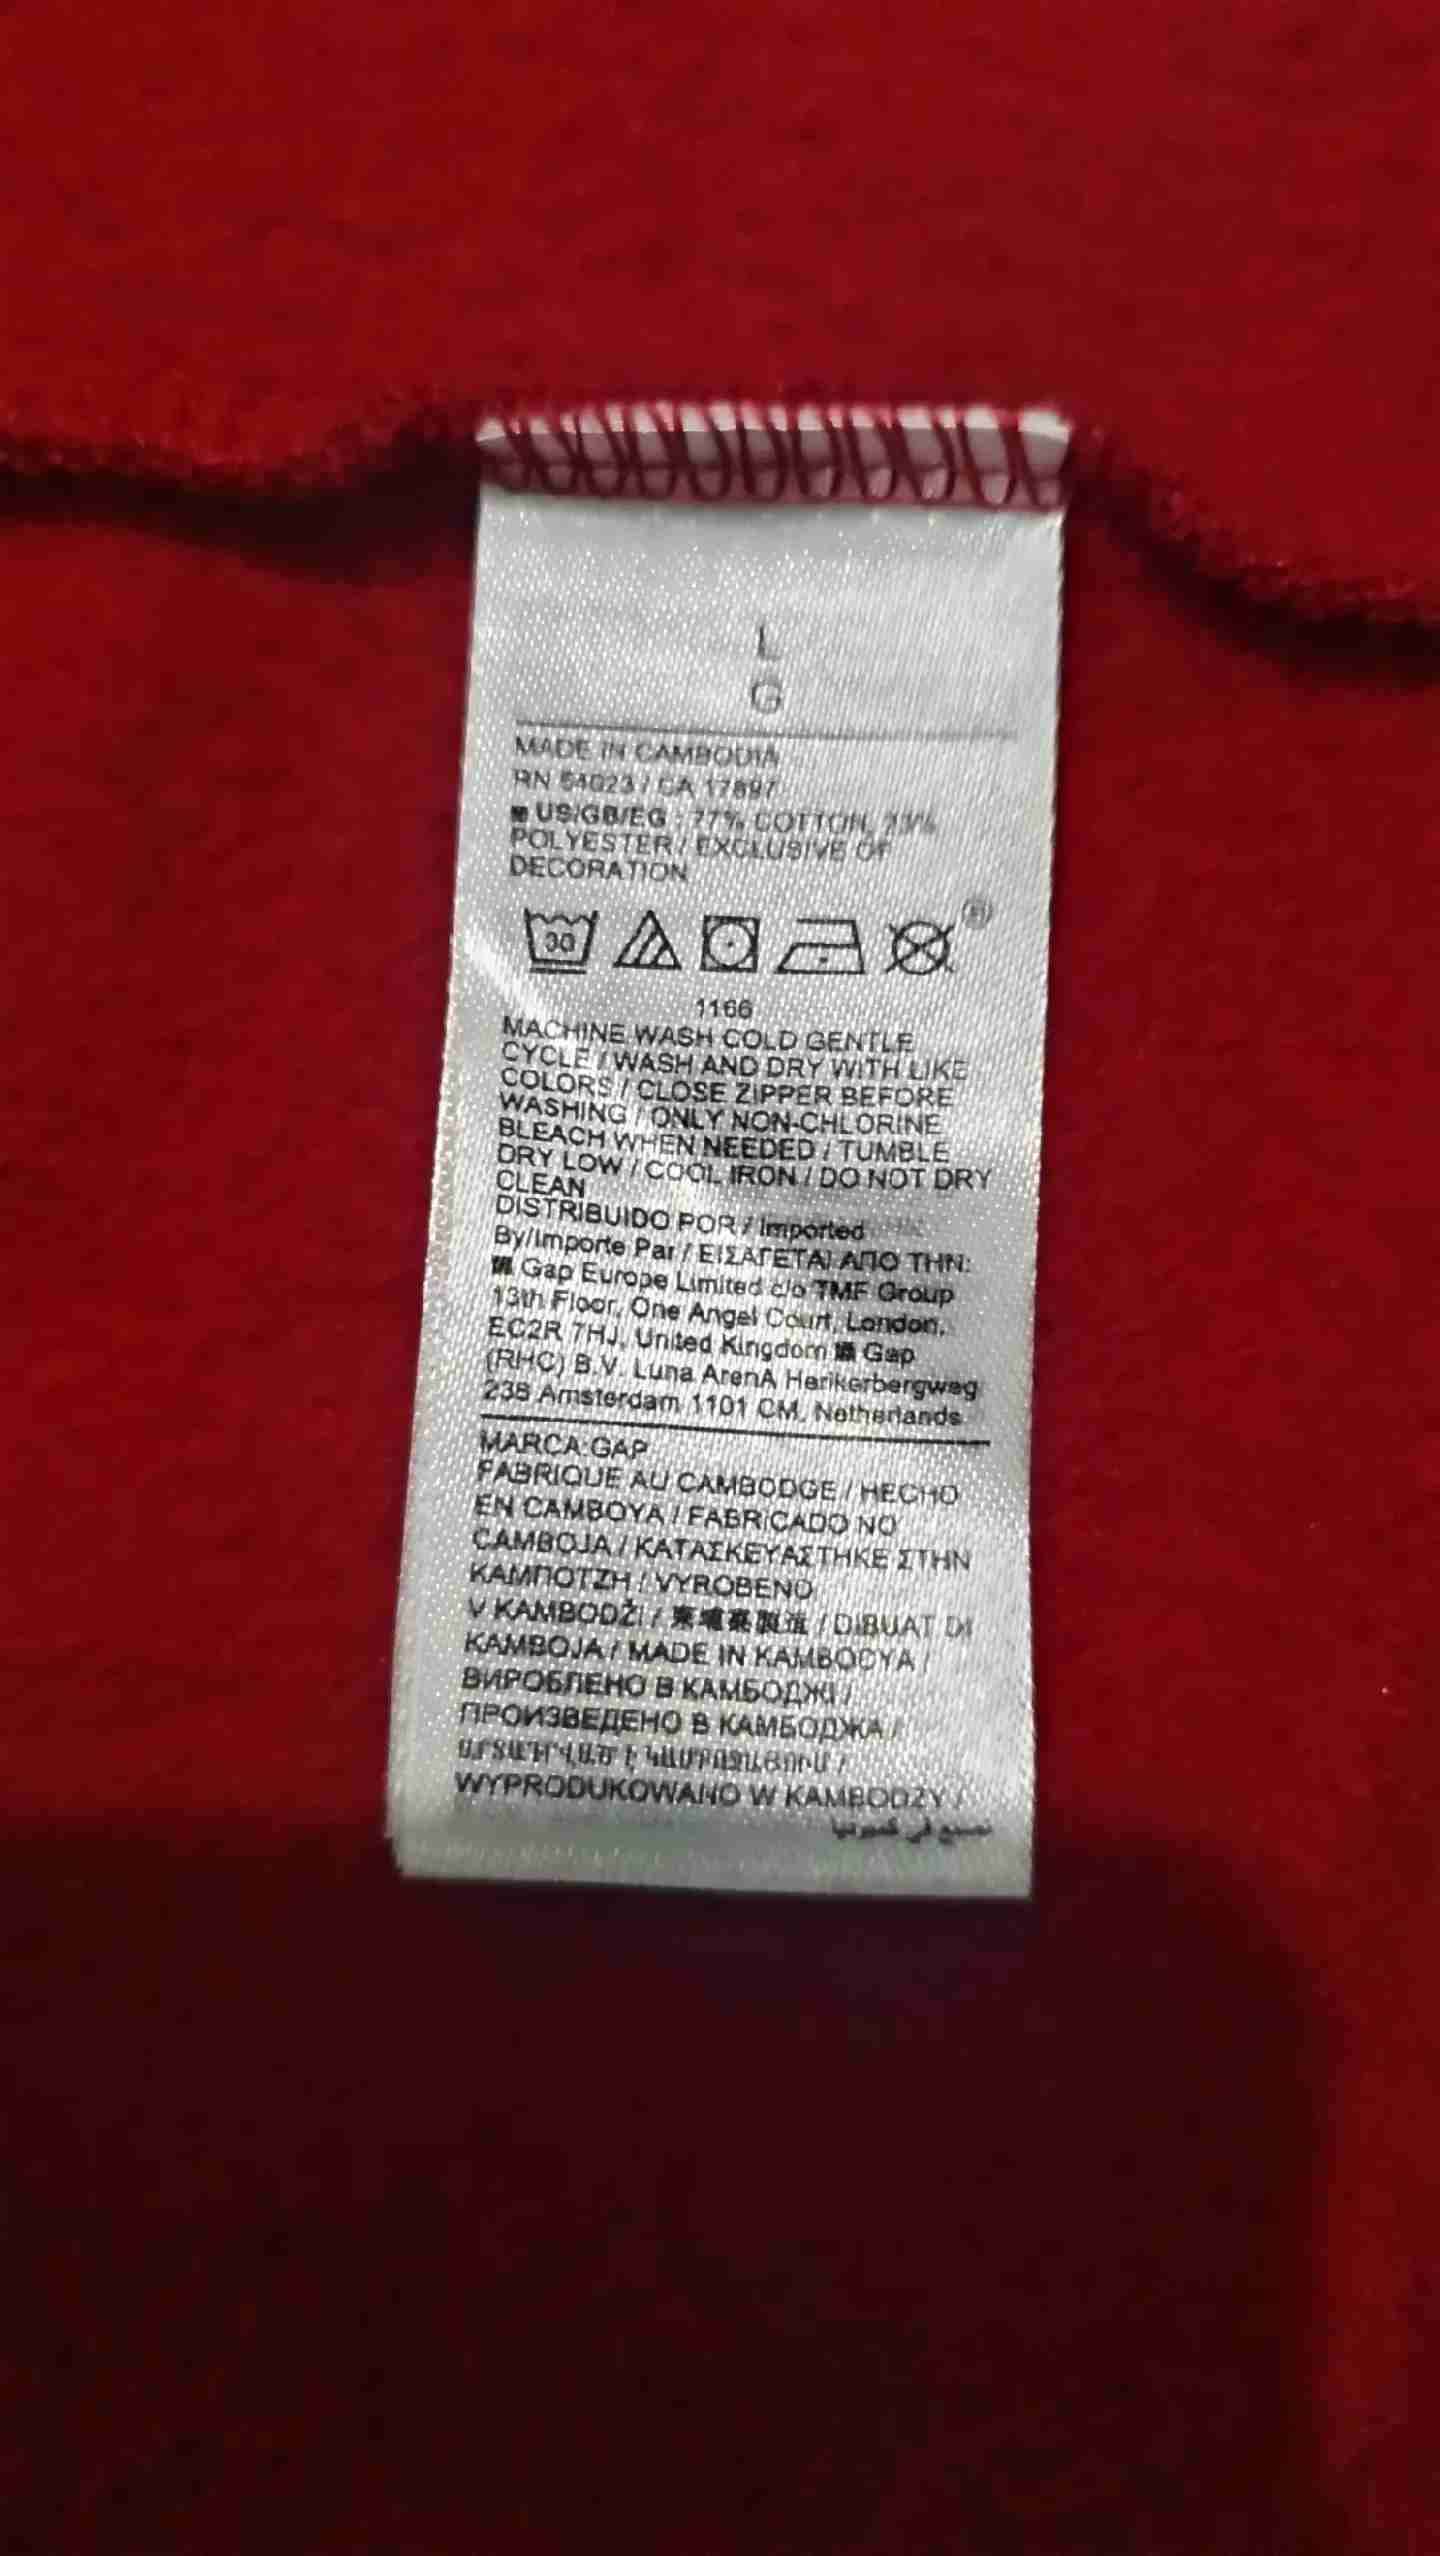 L
G
MADE IN CAMBODIA
RN 54023 / CA 17897
US/GB/EG : 77% COTTON, 23%
POLYESTER / EXCLUSIVE OF
DECORATION
30
1166
MACHINE WASH COLD GENTLE
CYCLE / WASH AND DRY WITH LIKE
COLORS / CLOSE ZIPPER BEFORE
WASHING / ONLY NON-CHLORINE
BLEACH WHEN NEEDED / TUMBLE
DRY LOW / COOL IRON / DO NOT DRY
CLEAN
DISTRIBUIDO POR / Imported
By/Importe Par / ΕΙΣΑΓΕΤΑΙ ΑΠΟ ΤΗΝ:
Gap Europe Limited c/o TMF Group
13th Floor, One Angel Court, London,
EC2R 7HJ, United Kingdom Gap
(RHC) B.V. Luna ArenA Herikerbergweg
238 Amsterdam 1101 CM, Netherlands
MARCA:GAP
FABRIQUE AU CAMBODGE / HECHO
EN CAMBOYA / FABRICADO NO
CAMBOJA / ΚΑΤΑΣΚΕΥΑΣΤΗΚΕ ΣΤΗΝ
ΚΑΜΠΟΤΖΗ / VYROBENO
V KAMBODŽI / 柬埔寨製造 / DIBUAT DI
KAMBOJA / MADE IN KAMBOCYA /
ВИРОБЛЕНО В КАМБОДЖІ /
ПРОИЗВЕДЕНО В КАМБОДЖА /
WYPRODUKOWANO W KAMBODŻY /